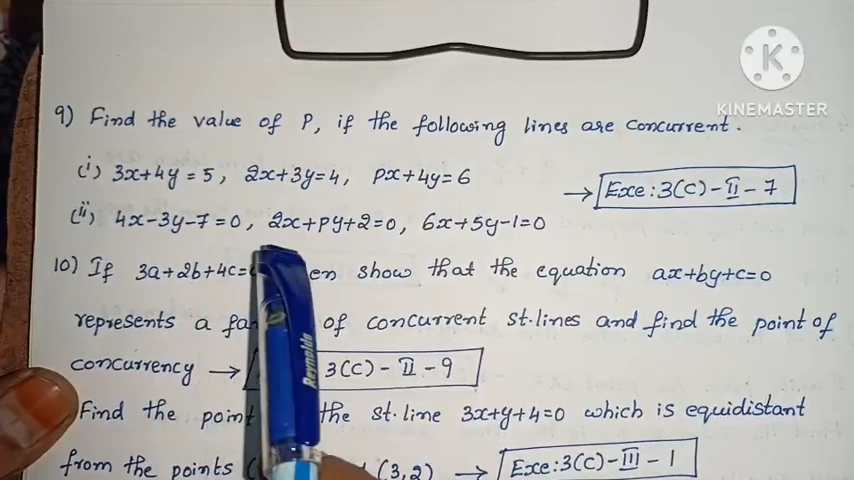 KINEMASTER
9) Find the value of P, if the following lines are concurrent.
(i) 3x+4y=5, 2x+3y=4, px+4y=6
→ Exe:3(C)-II-7
(ii) 4x-3y-7=0, 2x+py+2=0, 6x+5y-1=0
10) If 3a+2b+4c= show that the equation ax+by+c=0
represents a of concurrent st.lines and find the point of
concurrency → 3(C)-II-9
Find the the st.line 3x+y+4=0 which is equidistant
from the points (3,2) → Exe:3(C)-III-1
Reynolds